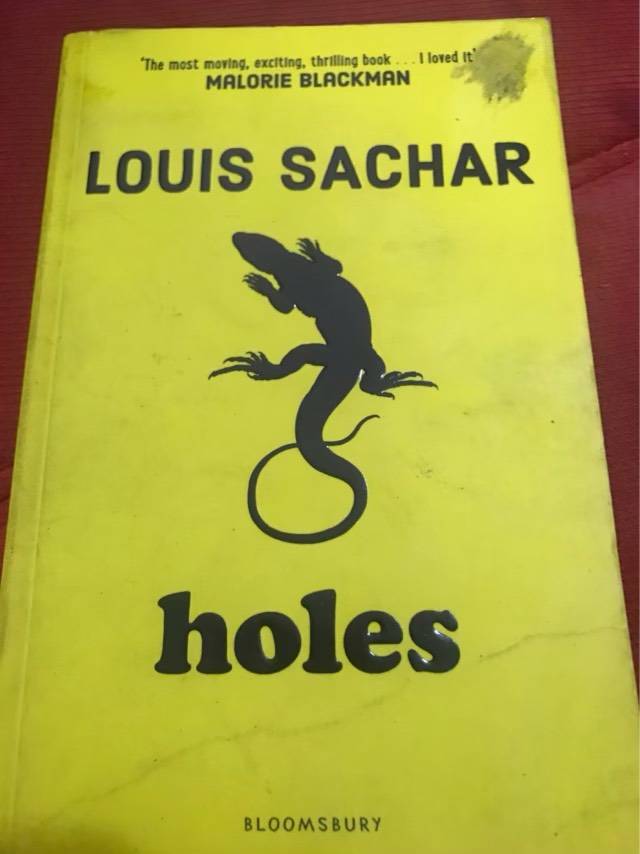 'The most moving, exciting, thrilling book . . . I loved it'
MALORIE BLACKMAN
LOUIS SACHAR
holes
BLOOMSBURY